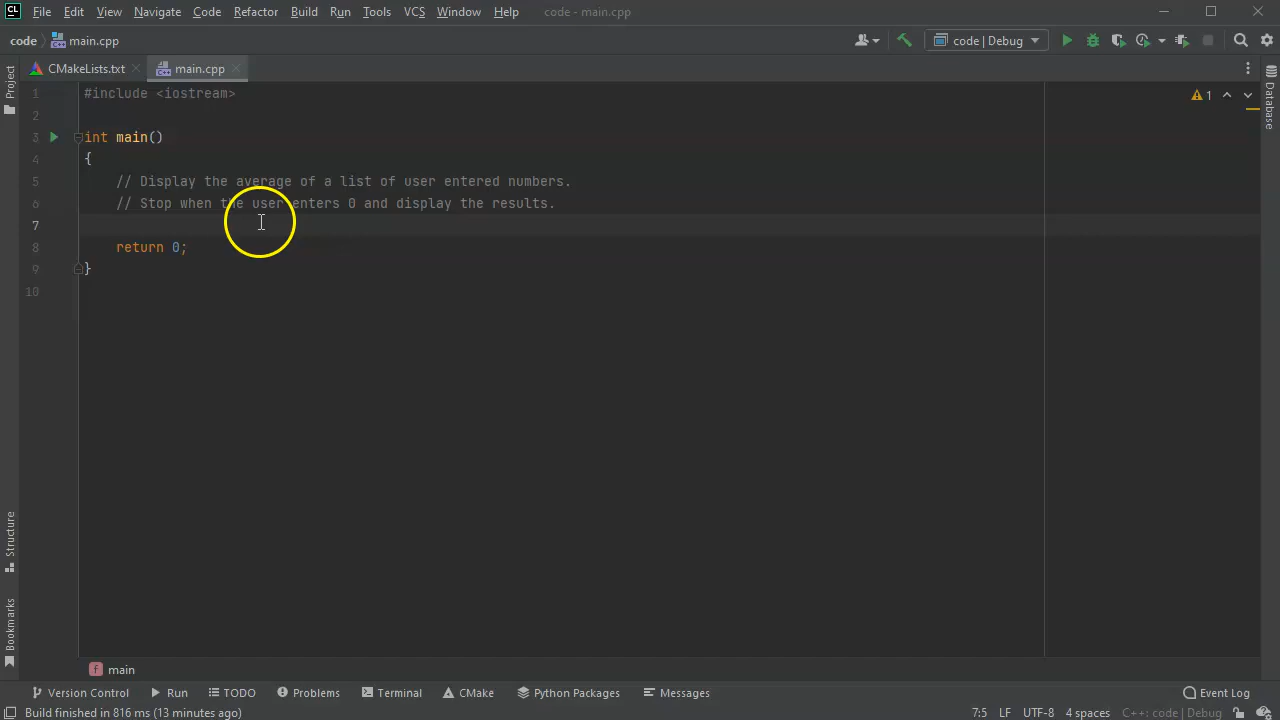 CL File Edit View Navigate Code Refactor Build Run Tools VCS Window Help code - main.cpp
code main.cpp code | Debug
Project CMakeLists.txt main.cpp
1 #include <iostream> 1
2
3 int main()
4 {
5 // Display the average of a list of user entered numbers.
6 // Stop when the user enters 0 and display the results.
7
8 return 0;
9 }
10
Database
Structure
Bookmarks
f main
Version Control Run TODO Problems Terminal CMake Python Packages Messages Event Log
Build finished in 816 ms (13 minutes ago) 7:5 LF UTF-8 4 spaces C++: code | Debug